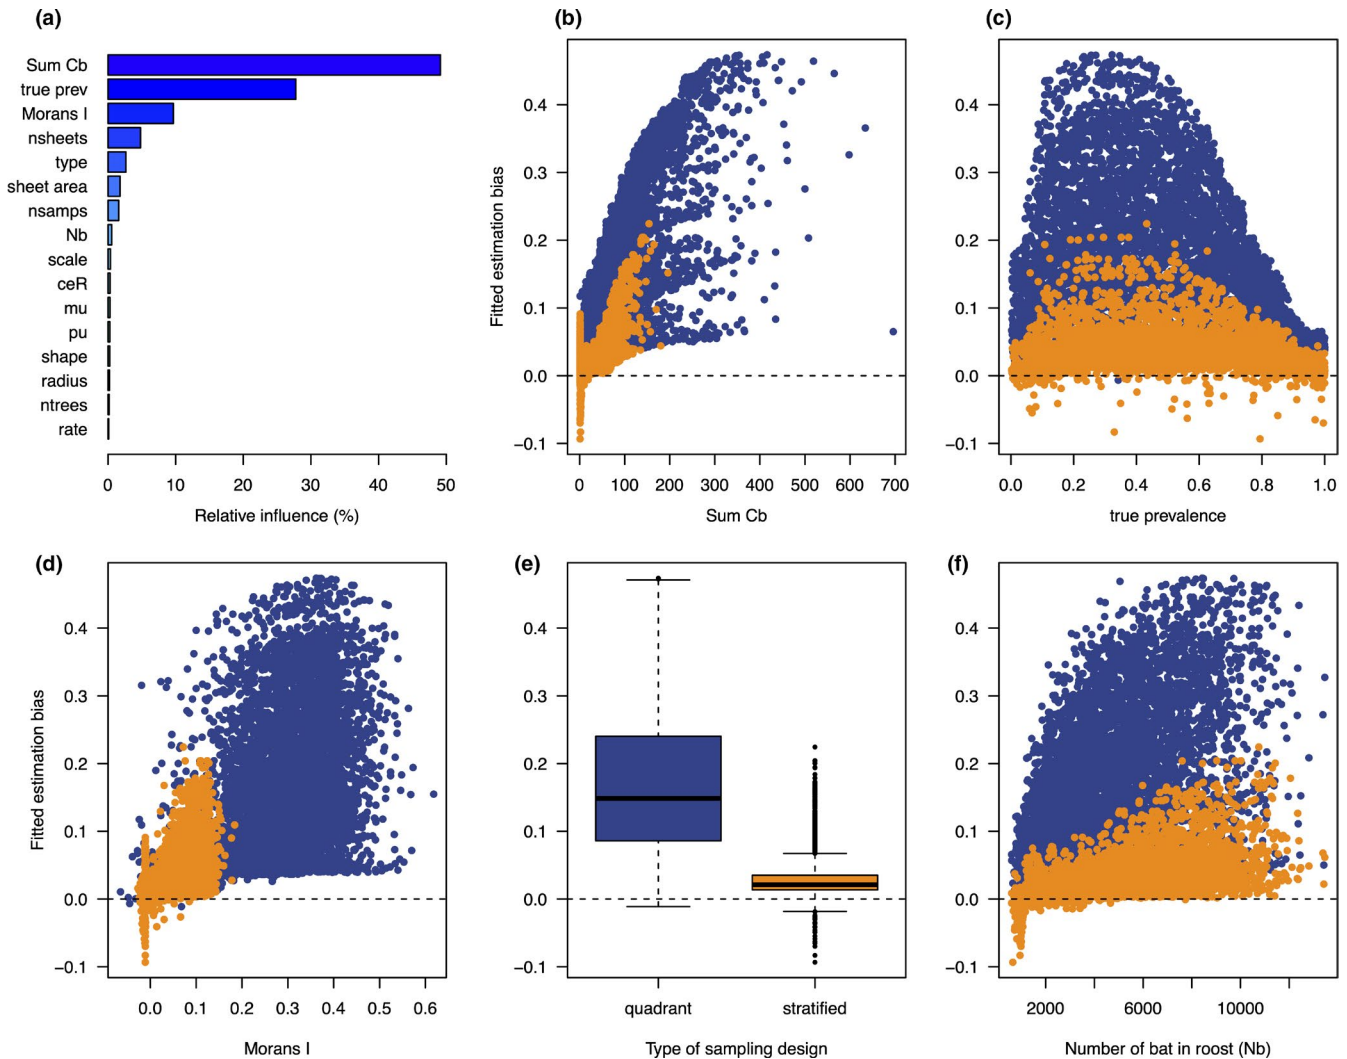 (a)
Sum Cb
true prev
Morans I
nsheets
type
sheet area
nsamps
Nb
scale
ceR
mu
pu
shape
radius
ntrees
rate
0 10 20 30 40 50
Relative influence (%)
(b)
Fitted estimation bias
0.4
0.3
0.2
0.1
0.0
−0.1
0 100 200 300 400 500 600 700
Sum Cb
(c)
0.4
0.3
0.2
0.1
0.0
−0.1
0.0 0.2 0.4 0.6 0.8 1.0
true prevalence
(d)
Fitted estimation bias
0.4
0.3
0.2
0.1
0.0
−0.1
0.0 0.1 0.2 0.3 0.4 0.5 0.6
Morans I
(e)
0.4
0.3
0.2
0.1
0.0
−0.1
quadrant stratified
Type of sampling design
(f)
0.4
0.3
0.2
0.1
0.0
−0.1
2000 6000 10000
Number of bat in roost (Nb)